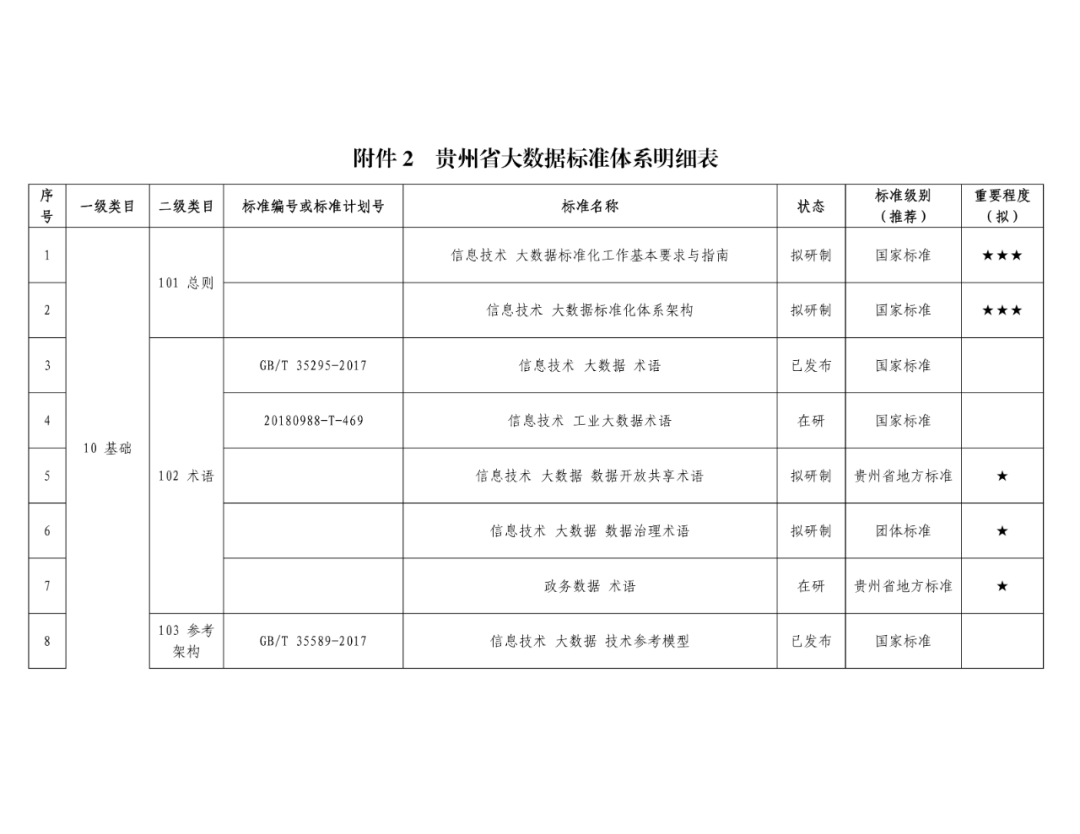 附件 2 贵州省大数据标准体系明细表
序号 一级类目 二级类目 标准编号或标准计划号 标准名称 状态 标准级别（推荐） 重要程度（拟）
1 10 基础 101 总则 信息技术 大数据标准化工作基本要求与指南 拟研制 国家标准 ★★★
2 信息技术 大数据标准化体系架构 拟研制 国家标准 ★★★
3 102 术语 GB/T 35295-2017 信息技术 大数据 术语 已发布 国家标准
4 20180988-T-469 信息技术 工业大数据术语 在研 国家标准
5 信息技术 大数据 数据开放共享术语 拟研制 贵州省地方标准 ★
6 信息技术 大数据 数据治理术语 拟研制 团体标准 ★
7 政务数据 术语 在研 贵州省地方标准 ★
8 103 参考架构 GB/T 35589-2017 信息技术 大数据 技术参考模型 已发布 国家标准